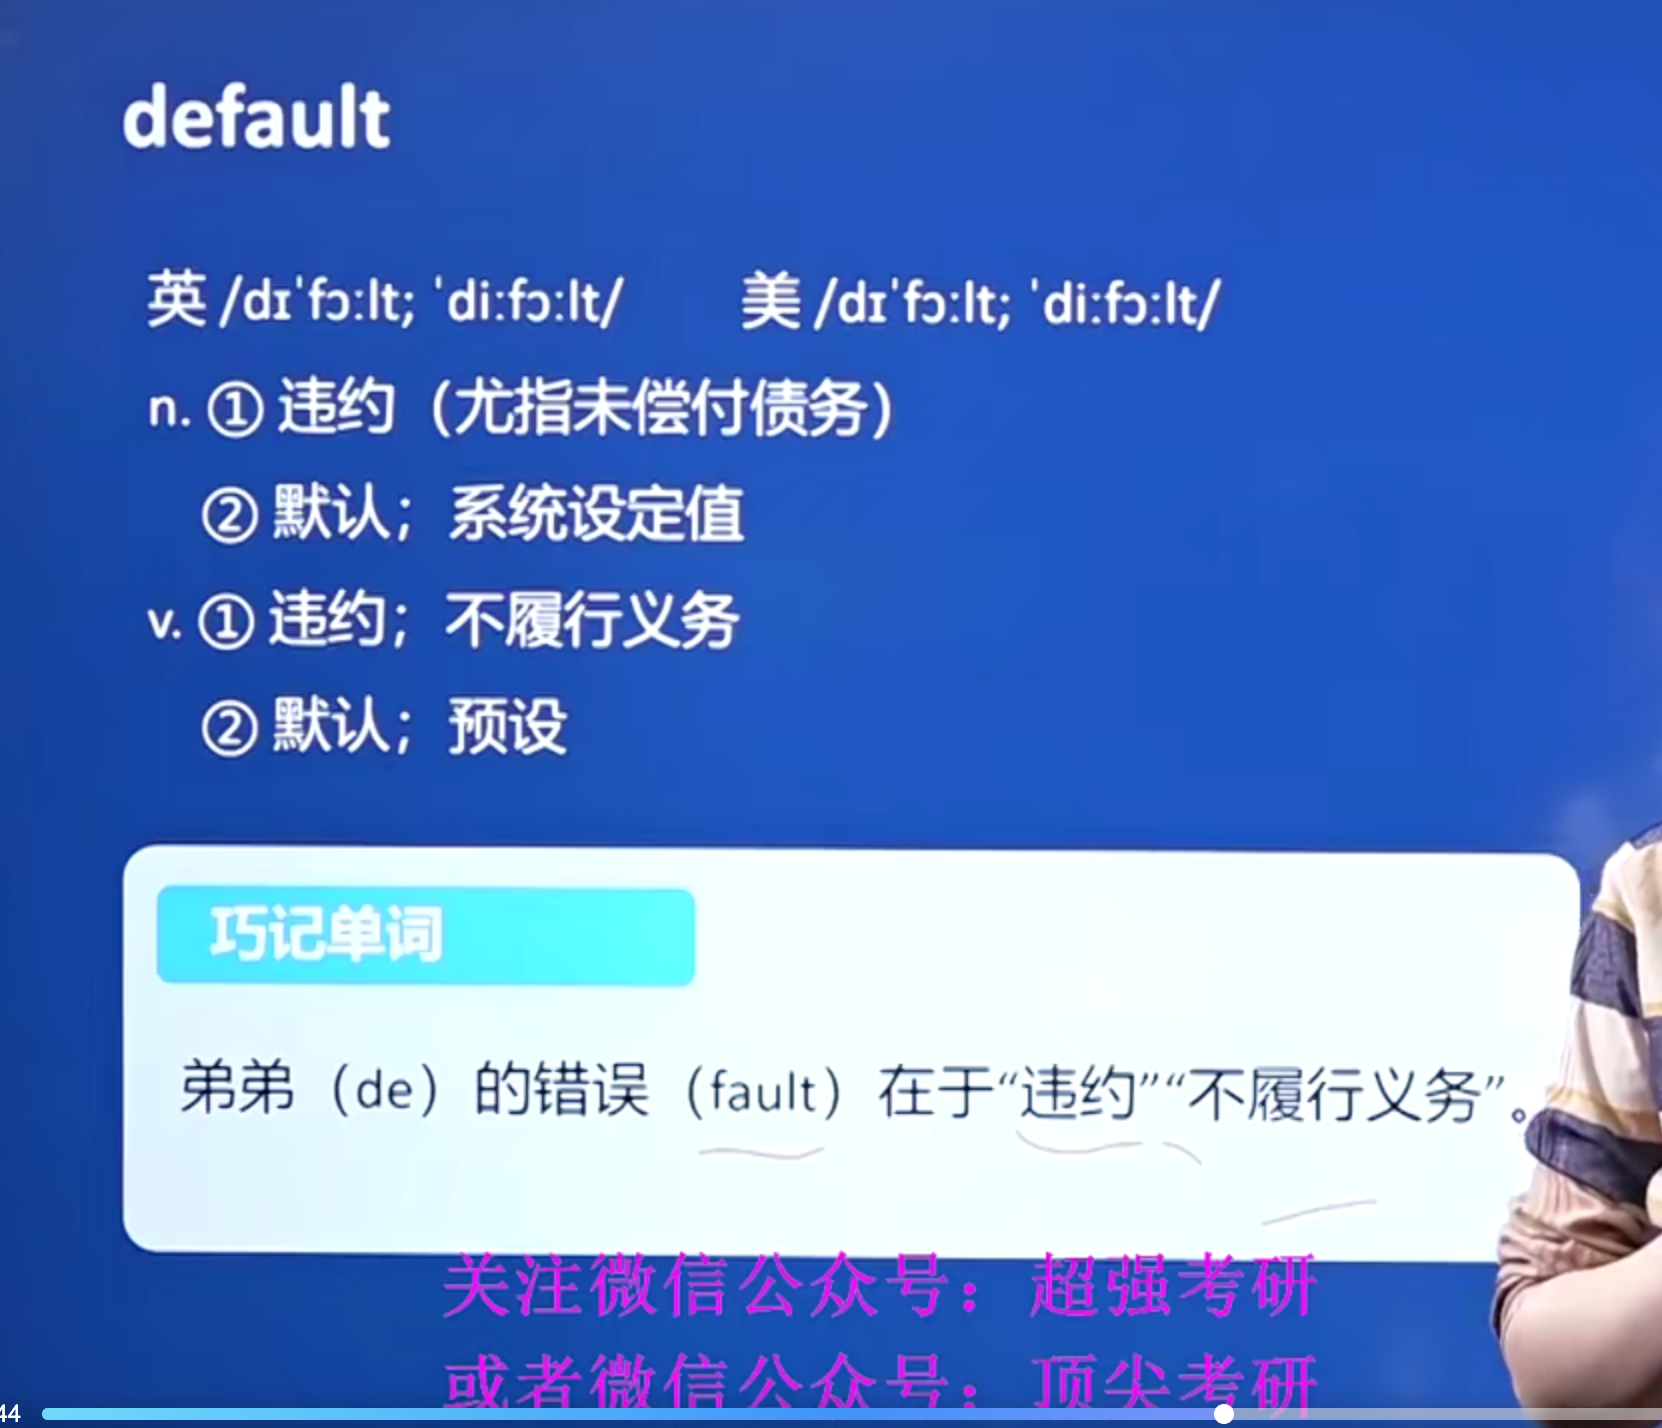 default
英 /dɪˈfɔːlt; ˈdiːfɔːlt/ 美 /dɪˈfɔːlt; ˈdiːfɔːlt/
n. ① 违约（尤指未偿付债务）
② 默认；系统设定值
v. ① 违约；不履行义务
② 默认；预设
巧记单词
弟弟（de）的错误（fault）在于“违约”“不履行义务”。
关注微信公众号：超强考研
或者微信公众号：顶尖考研
44